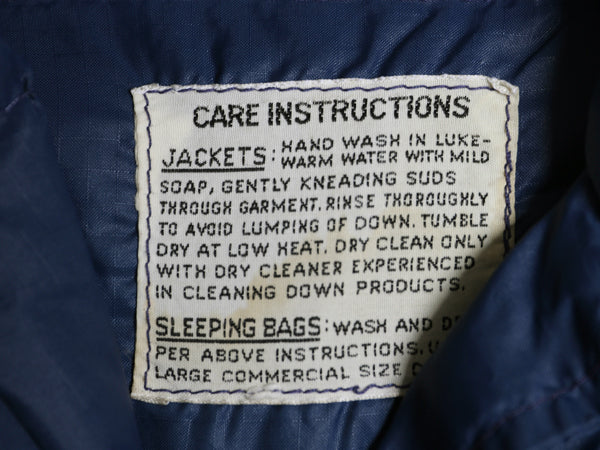 CARE INSTRUCTIONS
JACKETS: HAND WASH IN LUKE-
WARM WATER WITH MILD
SOAP, GENTLY KNEADING SUDS
THROUGH GARMENT. RINSE THOROUGHLY
TO AVOID LUMPING OF DOWN. TUMBLE
DRY AT LOW HEAT. DRY CLEAN ONLY
WITH DRY CLEANER EXPERIENCED
IN CLEANING DOWN PRODUCTS.
SLEEPING BAGS: WASH AND
PER ABOVE INSTRUCTIONS.
LARGE COMMERCIAL SIZE